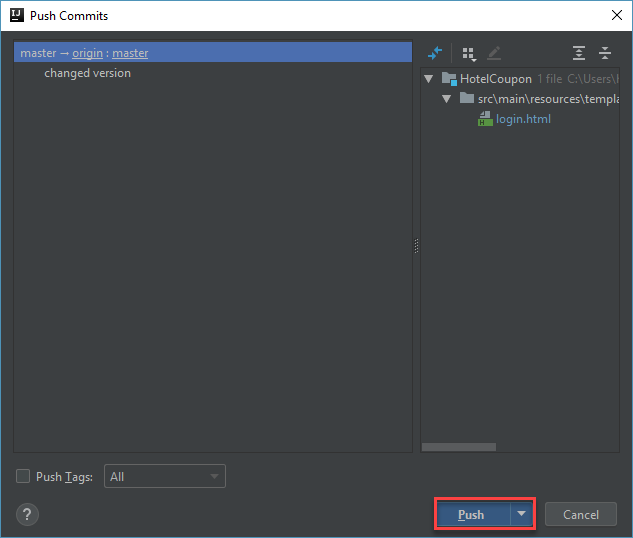 Push Commits
master → origin : master
changed version
HotelCoupon 1 file C:\Users\
src\main\resources\templa
login.html
Push Tags:
All
?
Push
Cancel